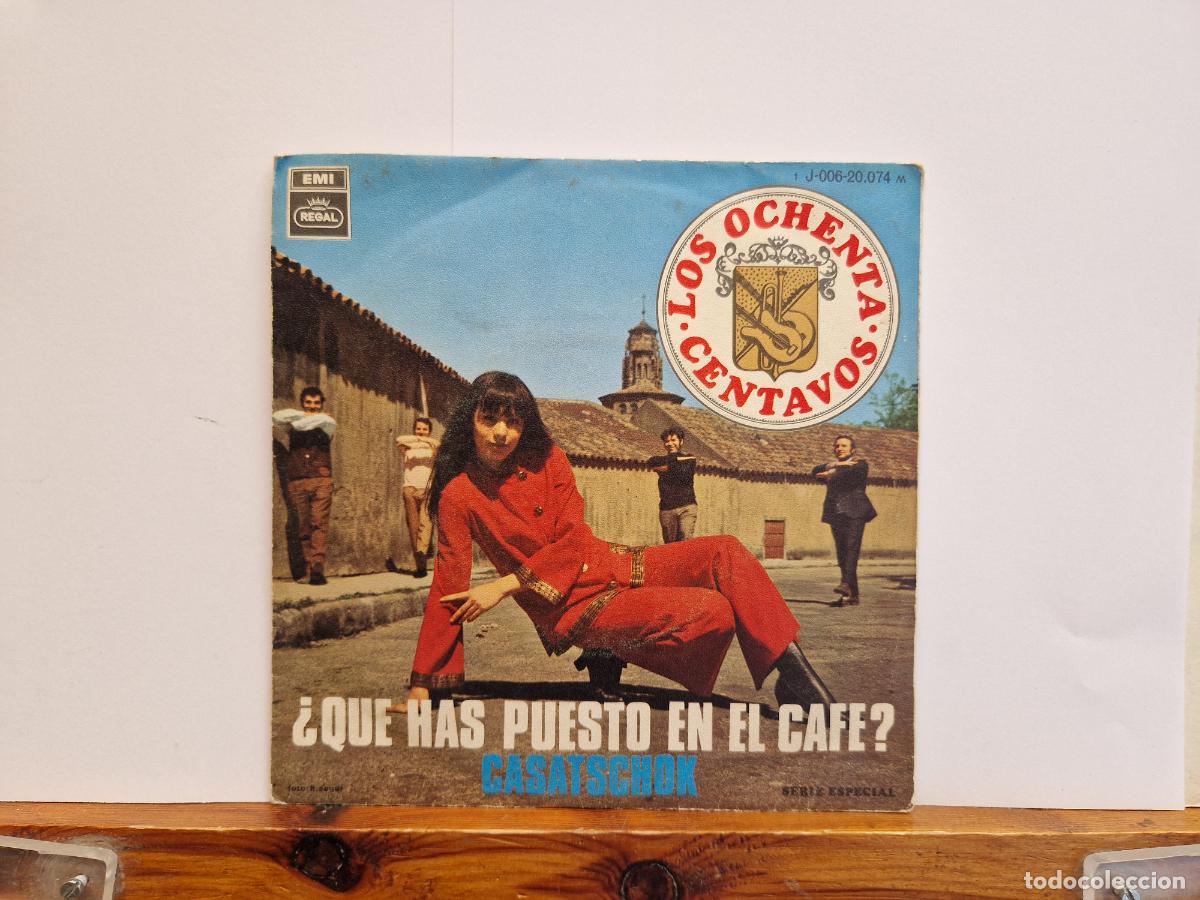 EMI
REGAL
1 J-006-20.074 M
·LOS OCHENTA·
CENTAVOS
¿QUE HAS PUESTO EN EL CAFE?
CASATSCHOK
SERIE ESPECIAL
todocoleccion